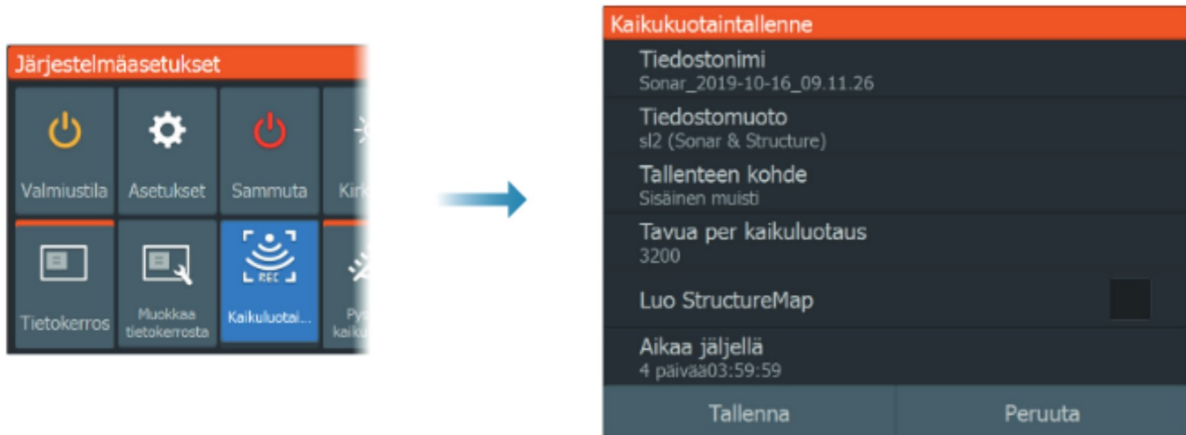 Järjestelmäasetukset
Valmiustila
Asetukset
Sammuta
Tietokerros
Muokkaa
tietokerrosta
REC
Kaikuluotai...
Kaikukuotaintallenne
Tiedostonimi
Sonar_2019-10-16_09.11.26
Tiedostomuoto
sl2 (Sonar & Structure)
Tallenteen kohde
Sisäinen muisti
Tavua per kaikuluotaus
3200
Luo StructureMap
Aikaa jäljellä
4 päivää03:59:59
Tallenna
Peruuta